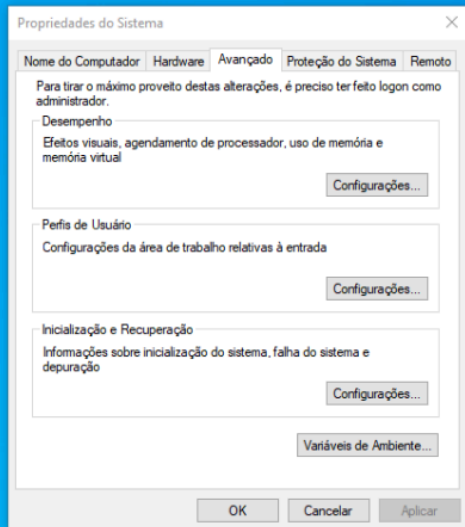 Propriedades do Sistema
Nome do Computador Hardware Avançado Proteção do Sistema Remoto
Para tirar o máximo proveito destas alterações, é preciso ter feito logon como
administrador.
Desempenho
Efeitos visuais, agendamento de processador, uso de memória e
memória virtual
Configurações...
Perfis de Usuário
Configurações da área de trabalho relativas à entrada
Configurações...
Inicialização e Recuperação
Informações sobre inicialização do sistema, falha do sistema e
depuração
Configurações...
Variáveis de Ambiente...
OK Cancelar Aplicar